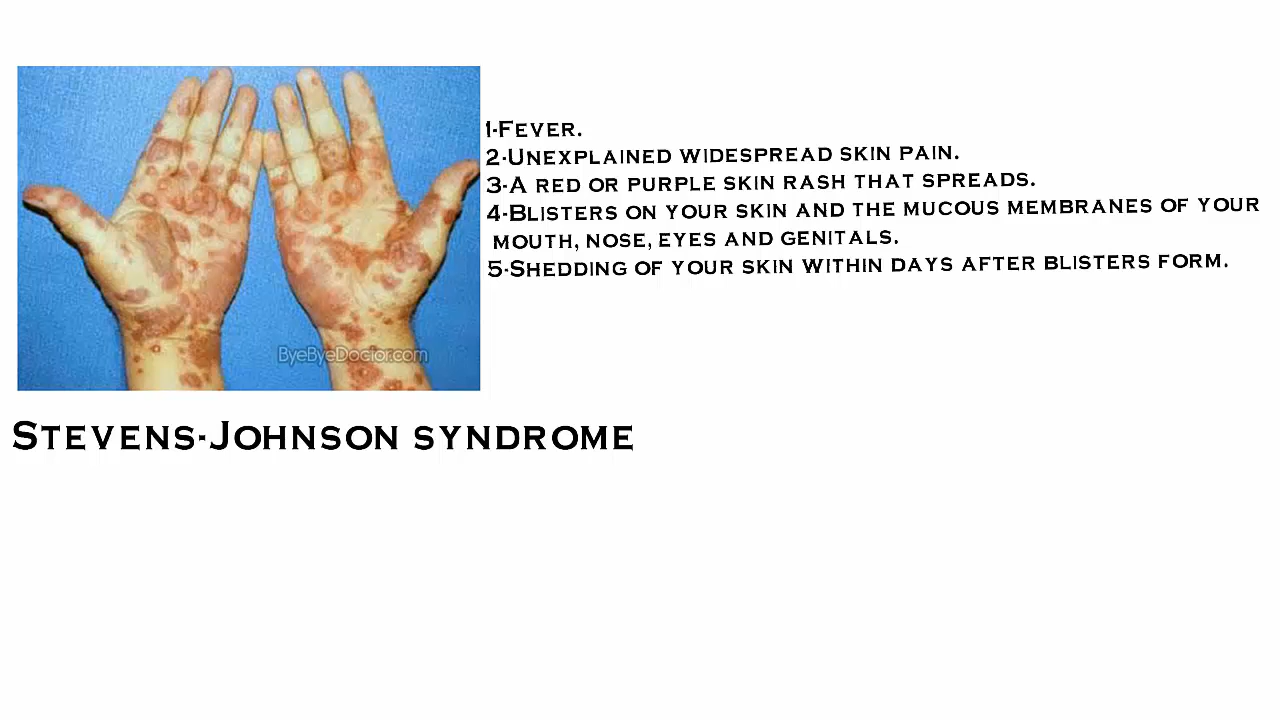 1-Fever.
2-Unexplained widespread skin pain.
3-A red or purple skin rash that spreads.
4-Blisters on your skin and the mucous membranes of your
mouth, nose, eyes and genitals.
5-Shedding of your skin within days after blisters form.
ByeByeDoctor.com
Stevens-Johnson syndrome